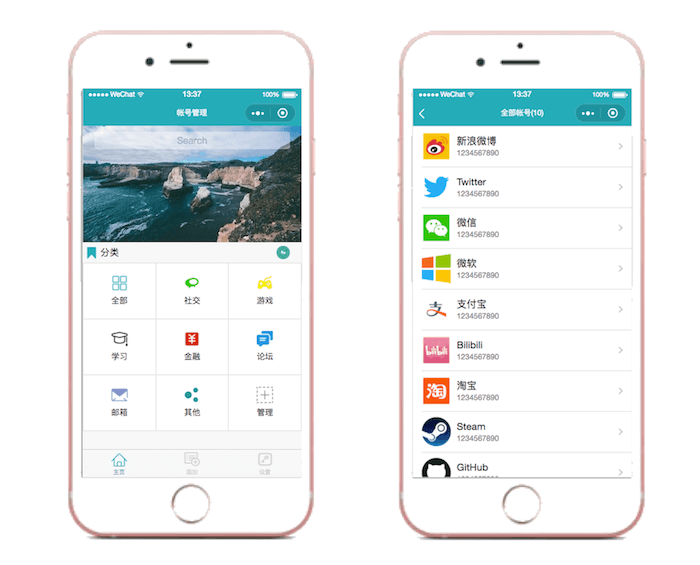 WeChat 13:37 100%
帐号管理
Search
分类
全部 社交 游戏
学习 金融 论坛
邮箱 其他 管理
主页 添加 设置
WeChat 13:37 100%
全部帐号(10)
新浪微博
1234567890
Twitter
1234567890
微信
1234567890
微软
1234567890
支付宝
1234567890
bilibili
Bilibili
1234567890
淘
淘宝
1234567890
Steam
1234567890
GitHub